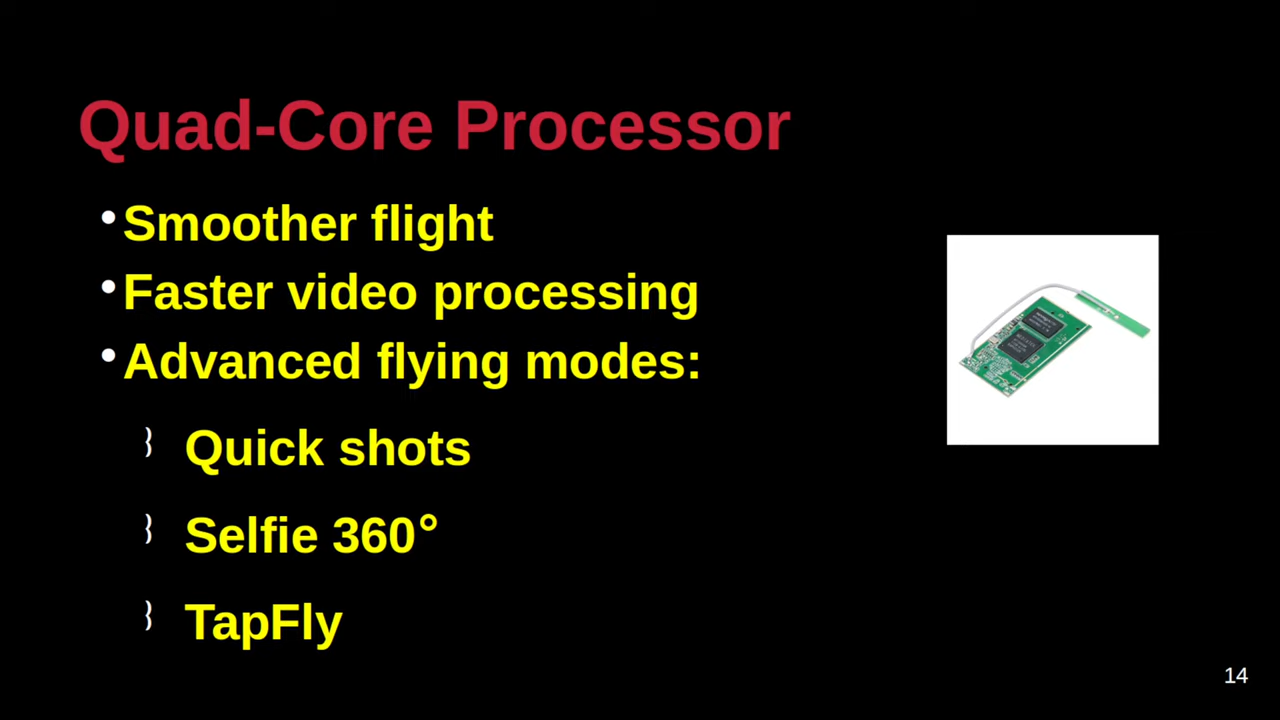 Quad-Core Processor
•Smoother flight
•Faster video processing
•Advanced flying modes:
Quick shots
Selfie 360°
TapFly
14